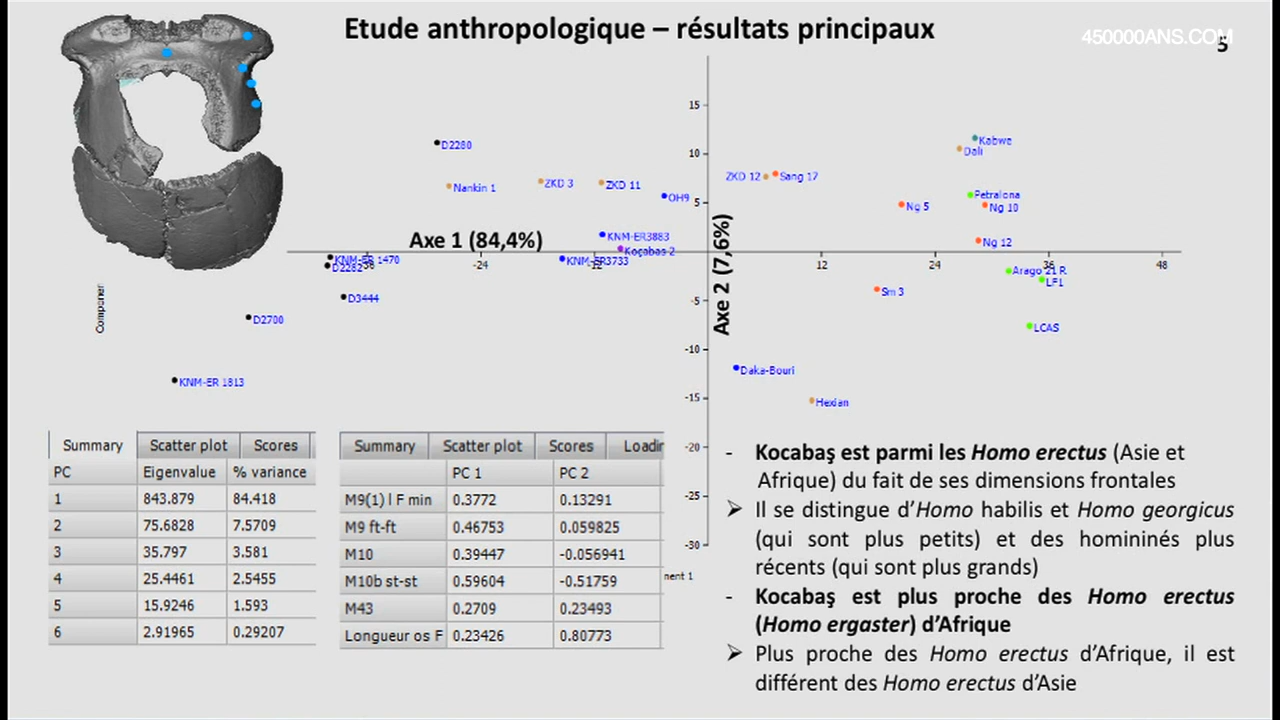 Etude anthropologique – résultats principaux
450000ANS.COM
5
15
Kabwe
D2280
10
Dali
Nankin 1
ZKD 3
ZKD 11
ZKD 12
Sang 17
OH9
5
Petralona
Ng 5
Ng 10
Axe 1 (84,4%)
KNM-ER3883
Kocabas 2
Ng 12
KNM-ER 1470
-36
-24
KNM-ER3733
-12
12
24
36
48
D2282
Arago 21 R
LF1
Axe 2 (7,6%)
D3444
-5
Sm 3
Componer
D2700
LCAS
-10
Daka-Bouri
KNM-ER 1813
-15
Hexian
-20
-25
-30
nent 1
Summary Scatter plot Scores
PC Eigenvalue % variance
1 843.879 84.418
2 75.6828 7.5709
3 35.797 3.581
4 25.4461 2.5455
5 15.9246 1.593
6 2.91965 0.29207
Summary Scatter plot Scores Loadin
PC 1 PC 2
M9(1) l F min 0.3772 0.13291
M9 ft-ft 0.46753 0.059825
M10 0.39447 -0.056941
M10b st-st 0.59604 -0.51759
M43 0.2709 0.23493
Longueur os F 0.23426 0.80773
- Kocabaş est parmi les Homo erectus (Asie et
Afrique) du fait de ses dimensions frontales
➢ Il se distingue d’Homo habilis et Homo georgicus
(qui sont plus petits) et des homininés plus
récents (qui sont plus grands)
- Kocabaş est plus proche des Homo erectus
(Homo ergaster) d’Afrique
➢ Plus proche des Homo erectus d’Afrique, il est
différent des Homo erectus d’Asie